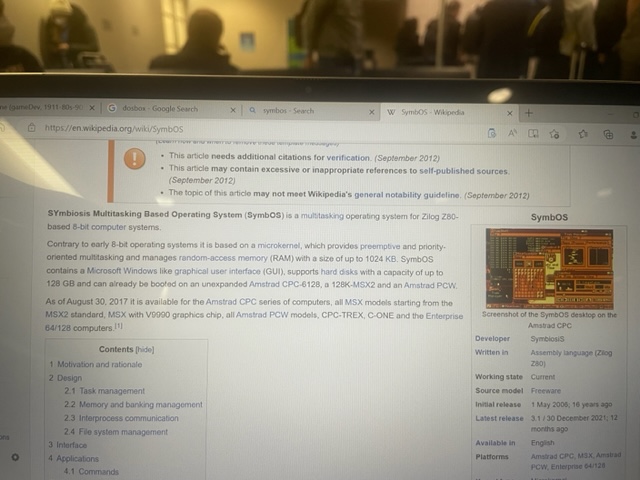 dosbox - Google Search
symbos - Search
SymbOS - Wikipedia
https://en.wikipedia.org/wiki/SymbOS
This article needs additional citations for verification. (September 2012)
This article may contain excessive or inappropriate references to self-published sources.
(September 2012)
The topic of this article may not meet Wikipedia's general notability guideline. (September 2012)
SYmbiosis Multitasking Based Operating System (SymbOS) is a multitasking operating system for Zilog Z80-
based 8-bit computer systems.
Contrary to early 8-bit operating systems it is based on a microkernel, which provides preemptive and priority-
oriented multitasking and manages random-access memory (RAM) with a size of up to 1024 KB. SymbOS
contains a Microsoft Windows like graphical user interface (GUI), supports hard disks with a capacity of up to
128 GB and can already be booted on an unexpanded Amstrad CPC-6128, a 128K-MSX2 and an Amstrad PCW.
As of August 30, 2017 it is available for the Amstrad CPC series of computers, all MSX models starting from the
MSX2 standard, MSX with V9990 graphics chip, all Amstrad PCW models, CPC-TREX, C-ONE and the Enterprise
64/128 computers.[1]
Contents [hide]
1 Motivation and rationale
2 Design
2.1 Task management
2.2 Memory and banking management
2.3 Interprocess communication
2.4 File system management
3 Interface
4 Applications
4.1 Commands
SymbOS
Screenshot of the SymbOS desktop on the
Amstrad CPC
Developer SymbiosiS
Written in Assembly language (Zilog
Z80)
Working state Current
Source model Freeware
Initial release 1 May 2006; 16 years ago
Latest release 3.1 / 30 December 2021; 12
months ago
Available in English
Platforms Amstrad CPC, MSX, Amstrad
PCW, Enterprise 64/128